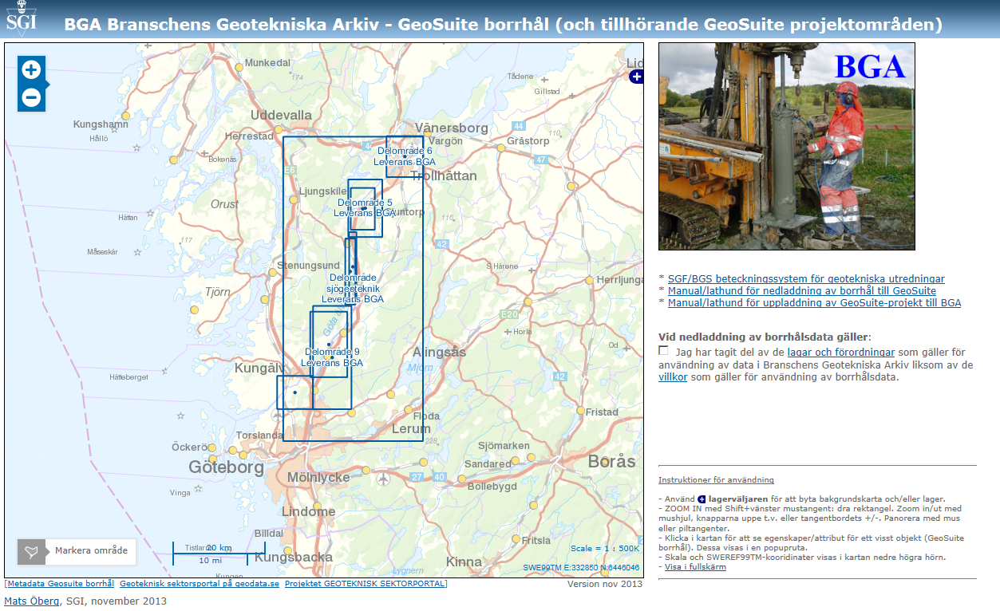 SGI
BGA Branschens Geotekniska Arkiv - GeoSuite borrhål (och tillhörande GeoSuite projektområden)
Munkedal
174
Lid
Tådene
Gillstad
Uddevalla
Kungshamn
Hållö
Herrestad
Vänersborg
Vargön
44
110
Gråstorp
47
Bokenäs
Delområde 6
Leverans BGA
Trollhättan
E6
Ljungskile
Orust
Delområde 5
Leverans BGA
untorp
116
Hättan
117
Måseskär
42
Stenungsund
S Härene
Herrljunga
Delområde
sjögeoteknik
Leverans BGA
Tjörn
E20
Göta älv
Horla
Od
Delområde 9
Leverans BGA
Alingsås
Mjörn
Kungälv
Hätteberget
42
Floda
Fristad
Lerum
228
Torslanda
Öckerö
Sjömarken
Sandared
Borås
Göteborg
Mölnlycke
27
40
Bollebygd
Vinga
Lindome
Billdal
Fritsla
Markera område
Tistlarna
20 km
10 mi
Kungsbacka
Kinna
Scale = 1 : 500K
Lygnern
SWE99TM E:332850 N:6446046
Kungen
[Metadata Geosuite borrhål Geoteknisk sektorsportal på geodata.se Projektet GEOTEKNISK SEKTORPORTAL]
Version nov 2013
Mats Öberg, SGI, november 2013
BGA
* SGF/BGS beteckningssystem för geotekniska utredningar
* Manual/lathund för nedladdning av borrhål till GeoSuite
* Manual/lathund för uppladdning av GeoSuite-projekt till BGA
Vid nedladdning av borrhålsdata gäller:
Jag har tagit del av de lagar och förordningar som gäller för
användning av data i Branschens Geotekniska Arkiv liksom av de
villkor som gäller för användning av borrhålsdata.
Instruktioner för användning
- Använd lagerväljaren för att byta bakgrundskarta och/eller lager.
- ZOOM IN med Shift+vänster mustangent: dra rektangel. Zoom in/ut med
mushjul, knapparna uppe t.v. eller tangentbordets +/-. Panorera med mus
eller piltangenter.
- Klicka i kartan för att se egenskaper/attribut för ett visst objekt (GeoSuite
borrhål). Dessa visas i en popupruta.
- Skala och SWEREF99TM-kooridinater visas i kartan nedre högra hörn.
- Visa i fullskärm